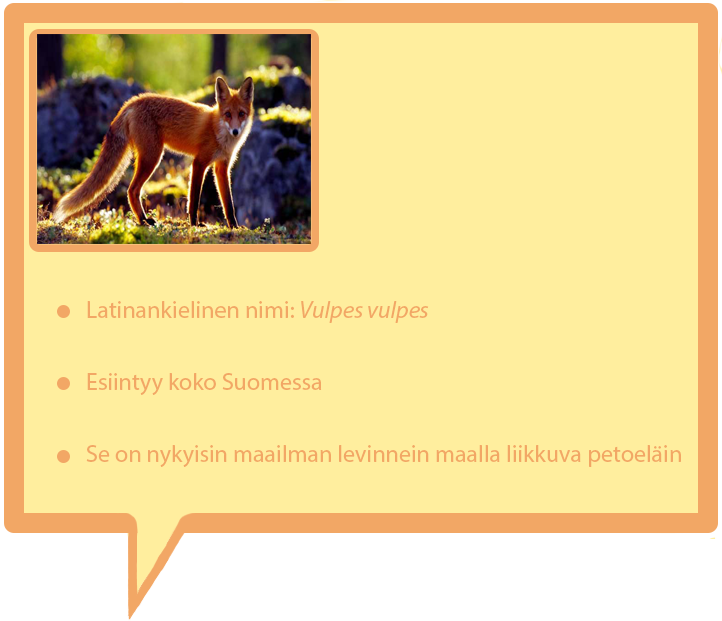 Latinankielinen nimi: Vulpes vulpes
Esiintyy koko Suomessa
Se on nykyisin maailman levinnein maalla liikkuva petoeläin